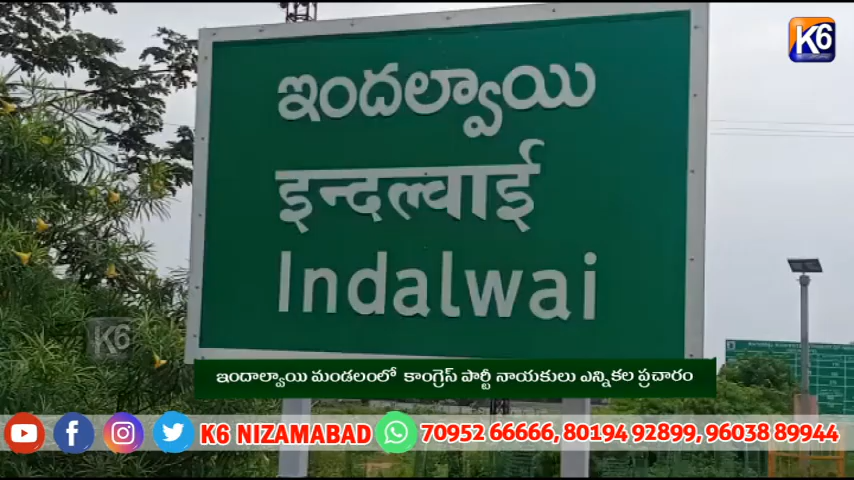 K6
ఇందల్వాయి
इन्दल्वाई
Indalwai
K6
ఇందాల్వాయి మండలంలో కాంగ్రెస్ పార్టీ నాయకులు ఎన్నికల ప్రచారం
K6 NIZAMABAD 70952 66666, 80194 92899, 96038 89944